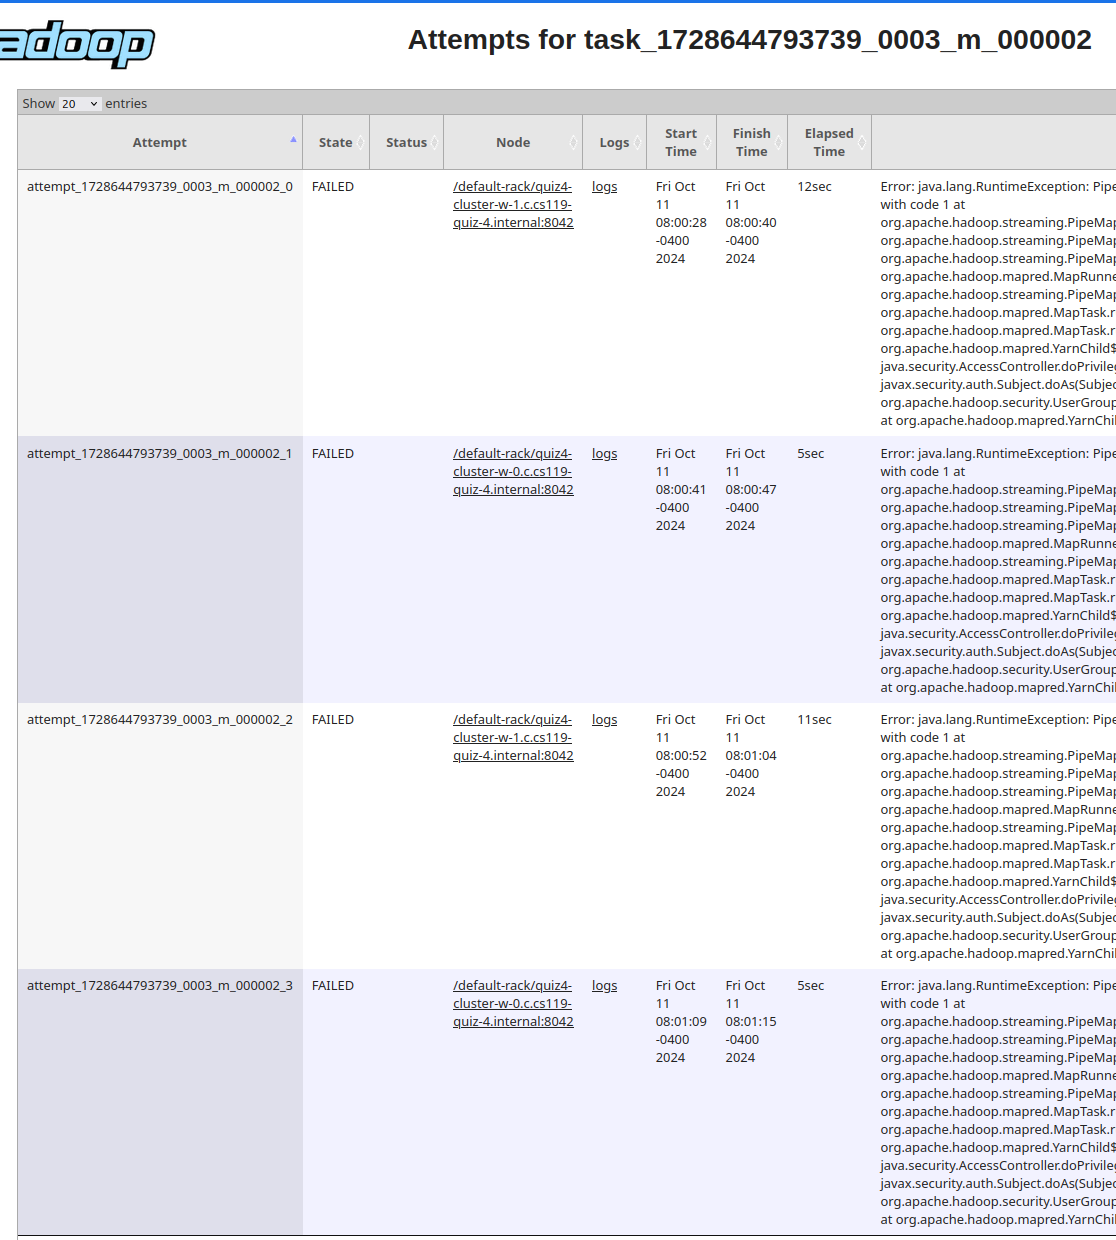 adoop
Attempts for task_1728644793739_0003_m_000002
Show 20 entries
Attempt State Status Node Logs Start Time Finish Time Elapsed Time
attempt_1728644793739_0003_m_000002_0 FAILED /default-rack/quiz4-cluster-w-1.c.cs119-quiz-4.internal:8042 logs Fri Oct 11 08:00:28 -0400 2024 Fri Oct 11 08:00:40 -0400 2024 12sec
Error: java.lang.RuntimeException: Pipe
with code 1 at
org.apache.hadoop.streaming.PipeMap
org.apache.hadoop.streaming.PipeMap
org.apache.hadoop.streaming.PipeMap
org.apache.hadoop.mapred.MapRunne
org.apache.hadoop.streaming.PipeMap
org.apache.hadoop.mapred.MapTask.r
org.apache.hadoop.mapred.MapTask.r
org.apache.hadoop.mapred.YarnChild$
java.security.AccessController.doPrivileg
javax.security.auth.Subject.doAs(Subjec
org.apache.hadoop.security.UserGroup
at org.apache.hadoop.mapred.YarnChil
attempt_1728644793739_0003_m_000002_1 FAILED /default-rack/quiz4-cluster-w-0.c.cs119-quiz-4.internal:8042 logs Fri Oct 11 08:00:41 -0400 2024 Fri Oct 11 08:00:47 -0400 2024 5sec
Error: java.lang.RuntimeException: Pipe
with code 1 at
org.apache.hadoop.streaming.PipeMap
org.apache.hadoop.streaming.PipeMap
org.apache.hadoop.streaming.PipeMap
org.apache.hadoop.mapred.MapRunne
org.apache.hadoop.streaming.PipeMap
org.apache.hadoop.mapred.MapTask.r
org.apache.hadoop.mapred.MapTask.r
org.apache.hadoop.mapred.YarnChild$
java.security.AccessController.doPrivileg
javax.security.auth.Subject.doAs(Subjec
org.apache.hadoop.security.UserGroup
at org.apache.hadoop.mapred.YarnChil
attempt_1728644793739_0003_m_000002_2 FAILED /default-rack/quiz4-cluster-w-1.c.cs119-quiz-4.internal:8042 logs Fri Oct 11 08:00:52 -0400 2024 Fri Oct 11 08:01:04 -0400 2024 11sec
Error: java.lang.RuntimeException: Pipe
with code 1 at
org.apache.hadoop.streaming.PipeMap
org.apache.hadoop.streaming.PipeMap
org.apache.hadoop.streaming.PipeMap
org.apache.hadoop.mapred.MapRunne
org.apache.hadoop.streaming.PipeMap
org.apache.hadoop.mapred.MapTask.r
org.apache.hadoop.mapred.MapTask.r
org.apache.hadoop.mapred.YarnChild$
java.security.AccessController.doPrivileg
javax.security.auth.Subject.doAs(Subjec
org.apache.hadoop.security.UserGroup
at org.apache.hadoop.mapred.YarnChil
attempt_1728644793739_0003_m_000002_3 FAILED /default-rack/quiz4-cluster-w-0.c.cs119-quiz-4.internal:8042 logs Fri Oct 11 08:01:09 -0400 2024 Fri Oct 11 08:01:15 -0400 2024 5sec
Error: java.lang.RuntimeException: Pipe
with code 1 at
org.apache.hadoop.streaming.PipeMap
org.apache.hadoop.streaming.PipeMap
org.apache.hadoop.streaming.PipeMap
org.apache.hadoop.mapred.MapRunne
org.apache.hadoop.streaming.PipeMap
org.apache.hadoop.mapred.MapTask.r
org.apache.hadoop.mapred.MapTask.r
org.apache.hadoop.mapred.YarnChild$
java.security.AccessController.doPrivileg
javax.security.auth.Subject.doAs(Subjec
org.apache.hadoop.security.UserGroup
at org.apache.hadoop.mapred.YarnChil